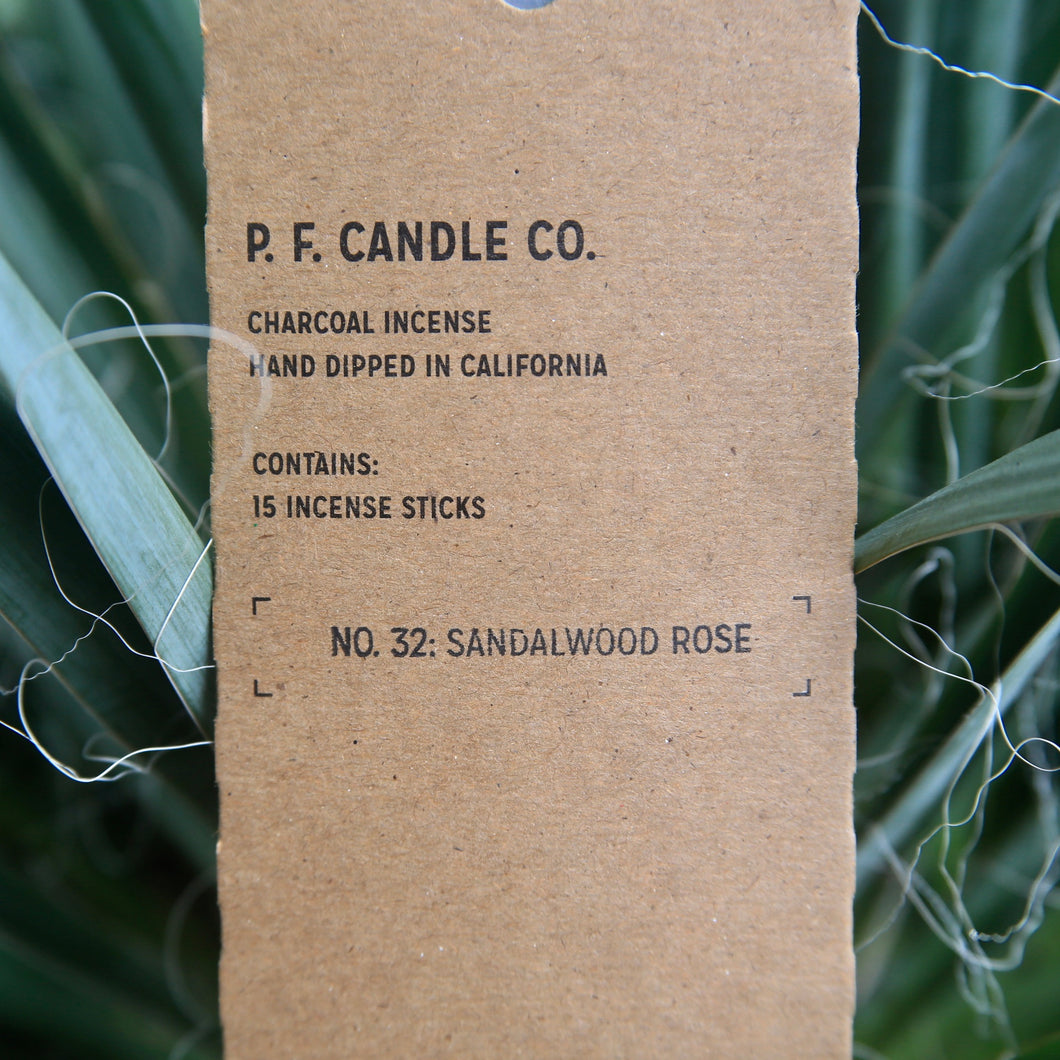 P. F. CANDLE CO.
CHARCOAL INCENSE
HAND DIPPED IN CALIFORNIA
CONTAINS:
15 INCENSE STICKS
NO. 32: SANDALWOOD ROSE